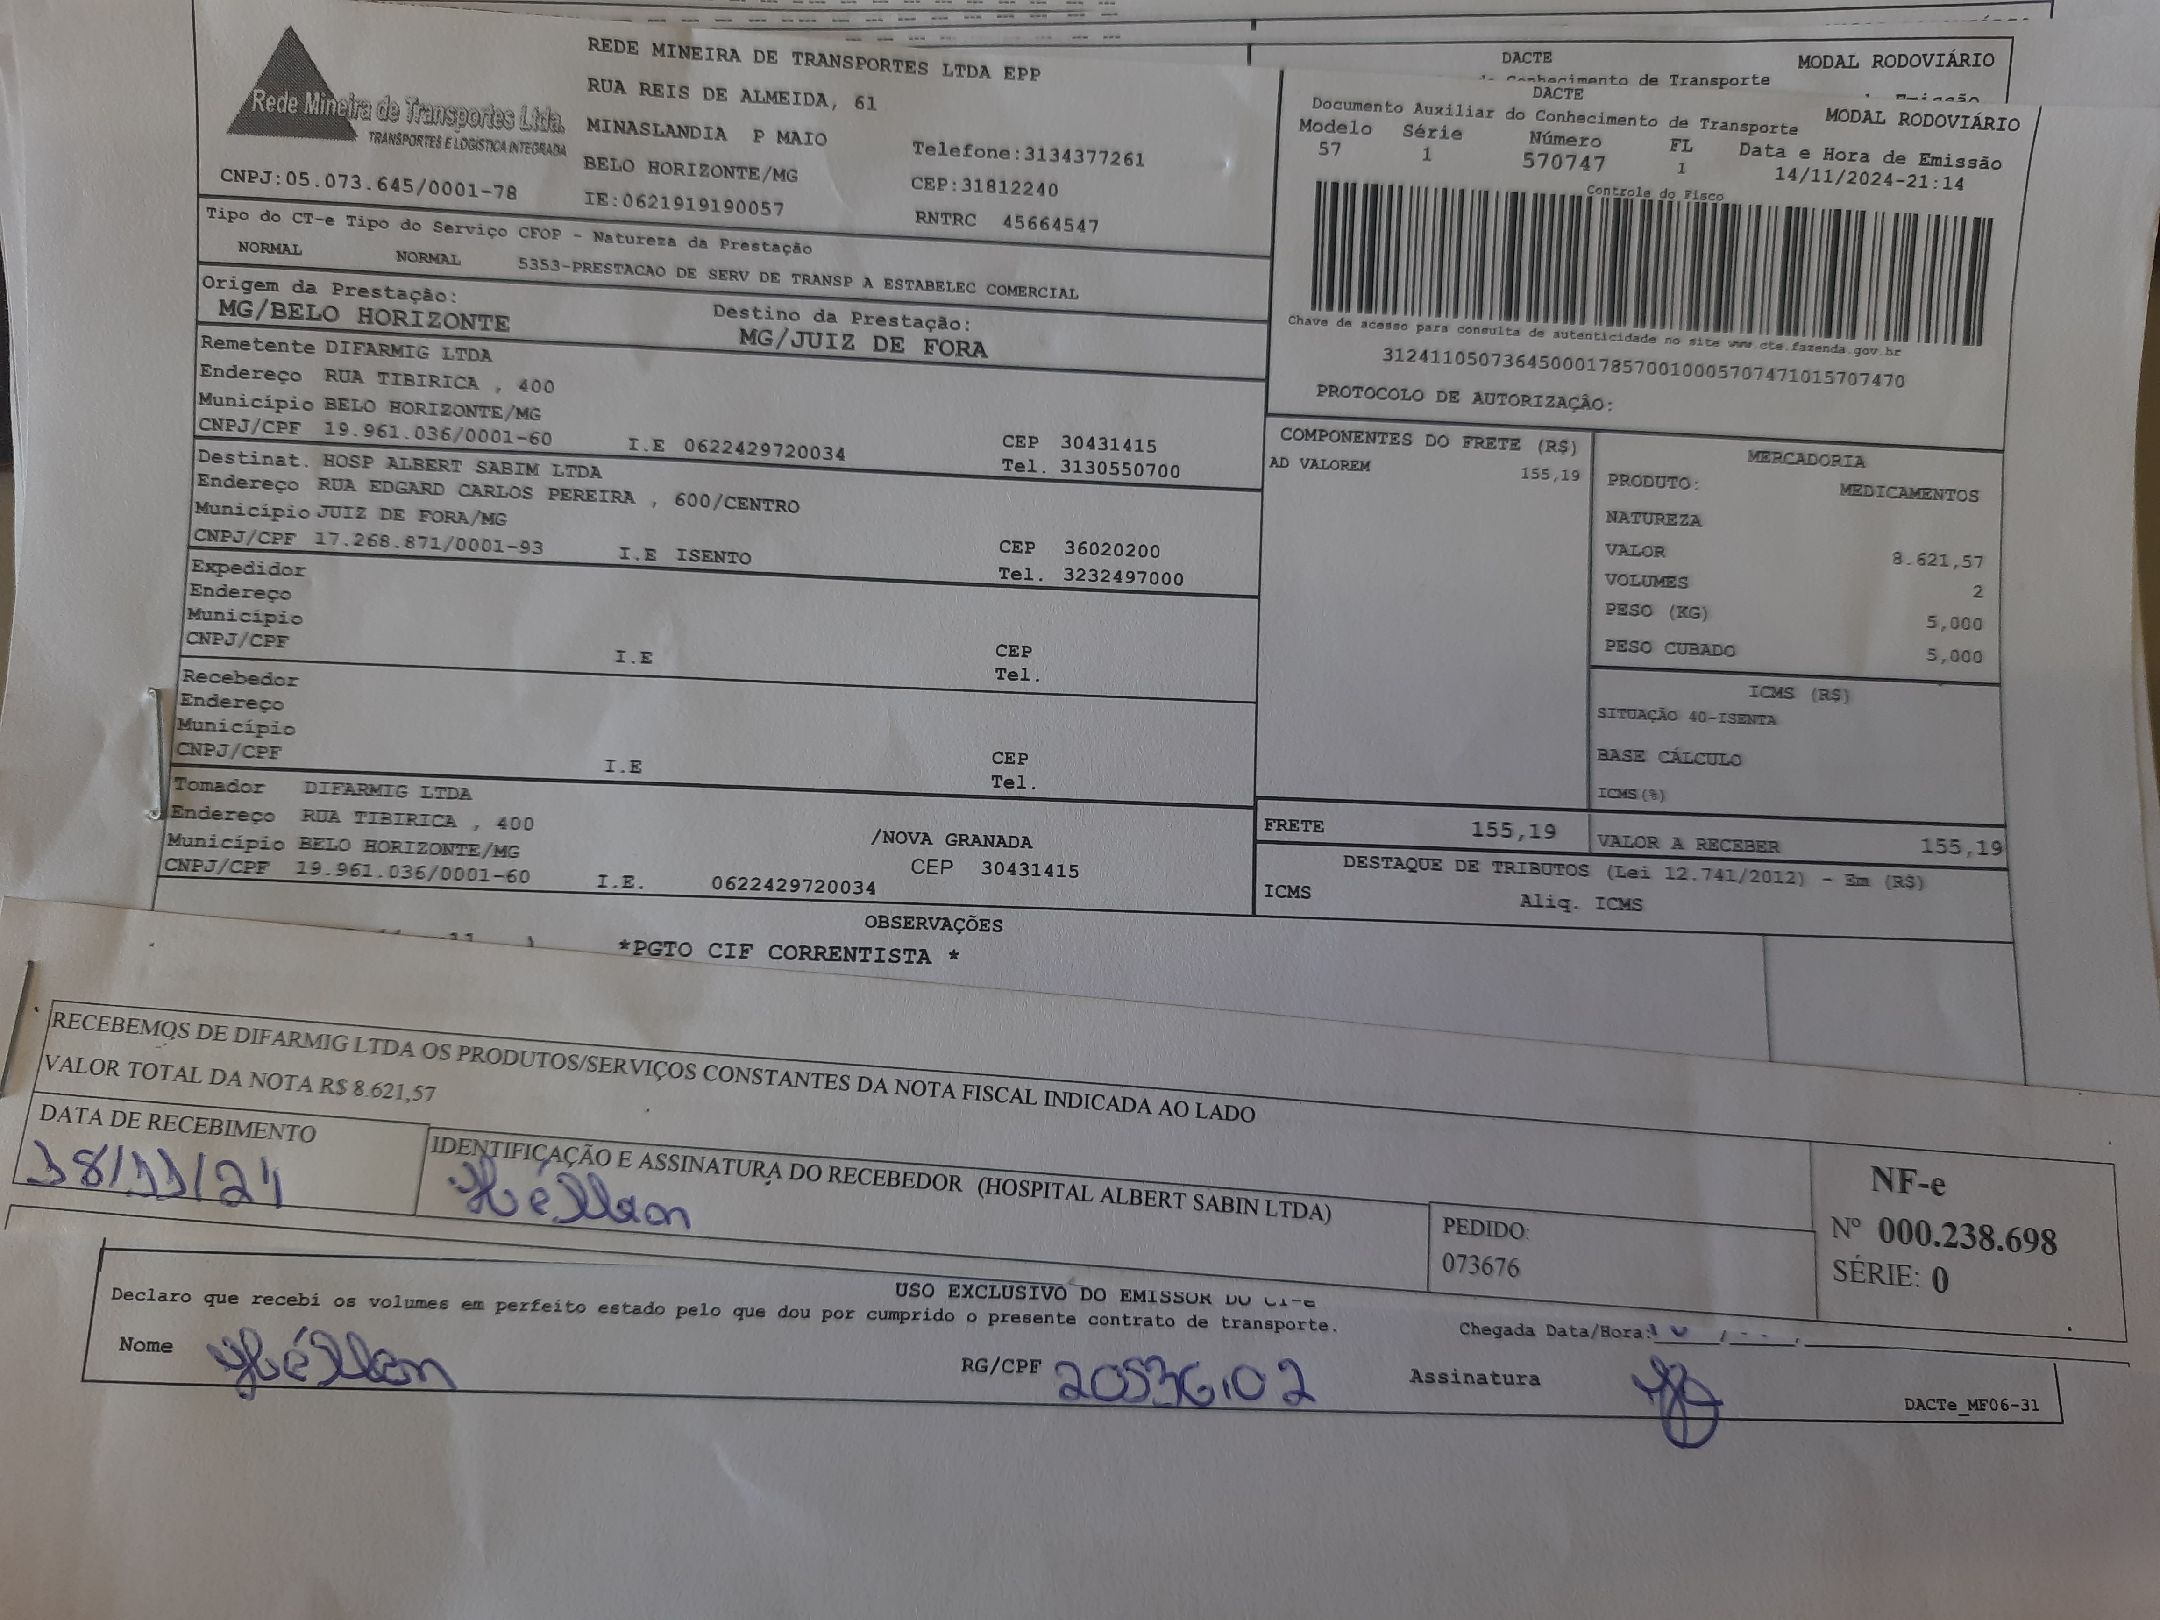 Rede Mineira de Transportes Ltda.
TRANSPORTES E LOGÍSTICA INTEGRADA
CNPJ:05.073.645/0001-78
REDE MINEIRA DE TRANSPORTES LTDA EPP
RUA REIS DE ALMEIDA, 61
MINASLANDIA P MAIO
Telefone:3134377261
BELO HORIZONTE/MG
CEP:31812240
IE:0621919190057
RNTRC 45664547
DACTE
MODAL RODOVIÁRIO
Conhecimento de Transporte
DACTE
MODAL RODOVIÁRIO
Documento Auxiliar do Conhecimento de Transporte
Modelo Série Número FL Data e Hora de Emissão
57 1 570747 1 14/11/2024-21:14
Controle do Fisco
Chave de acesso para consulta de autenticidade no site www.cte.fazenda.gov.br
31241105073645000178570010005707471015707470
PROTOCOLO DE AUTORIZAÇÃO:
Tipo do CT-e Tipo do Serviço CFOP - Natureza da Prestação
NORMAL NORMAL 5353-PRESTACAO DE SERV DE TRANSP A ESTABELEC COMERCIAL
Origem da Prestação: Destino da Prestação:
MG/BELO HORIZONTE MG/JUIZ DE FORA
Remetente DIFARMIG LTDA
Endereço RUA TIBIRICA , 400
Município BELO HORIZONTE/MG CEP 30431415
CNPJ/CPF 19.961.036/0001-60 I.E 0622429720034 Tel. 3130550700
Destinat. HOSP ALBERT SABIM LTDA
Endereço RUA EDGARD CARLOS PEREIRA , 600/CENTRO
Município JUIZ DE FORA/MG CEP 36020200
CNPJ/CPF 17.268.871/0001-93 I.E ISENTO Tel. 3232497000
Expedidor
Endereço
Município CEP
CNPJ/CPF I.E Tel.
Recebedor
Endereço
Município CEP
CNPJ/CPF I.E Tel.
Tomador DIFARMIG LTDA
Endereço RUA TIBIRICA , 400 /NOVA GRANADA
Município BELO HORIZONTE/MG CEP 30431415
CNPJ/CPF 19.961.036/0001-60 I.E. 0622429720034
COMPONENTES DO FRETE (R$)
AD VALOREM 155,19
MERCADORIA
PRODUTO: MEDICAMENTOS
NATUREZA
VALOR 8.621,57
VOLUMES 2
PESO (KG) 5,000
PESO CUBADO 5,000
ICMS (R$)
SITUAÇÃO 40-ISENTA
BASE CÁLCULO
ICMS(%)
FRETE 155,19 VALOR A RECEBER 155,19
DESTAQUE DE TRIBUTOS (Lei 12.741/2012) - Em (R$)
ICMS Aliq. ICMS
OBSERVAÇÕES
*PGTO CIF CORRENTISTA *
RECEBEMOS DE DIFARMIG LTDA OS PRODUTOS/SERVIÇOS CONSTANTES DA NOTA FISCAL INDICADA AO LADO
VALOR TOTAL DA NOTA R$ 8.621,57
DATA DE RECEBIMENTO
18/11/24
IDENTIFICAÇÃO E ASSINATURA DO RECEBEDOR (HOSPITAL ALBERT SABIN LTDA)
Héllen
PEDIDO:
073676
NF-e
Nº 000.238.698
SÉRIE: 0
USO EXCLUSIVO DO EMISSOR DO CT-e
Declaro que recebi os volumes em perfeito estado pelo que dou por cumprido o presente contrato de transporte.
Chegada Data/Hora:
Nome Héllen RG/CPF 20536102 Assinatura
DACTe_MF06-31